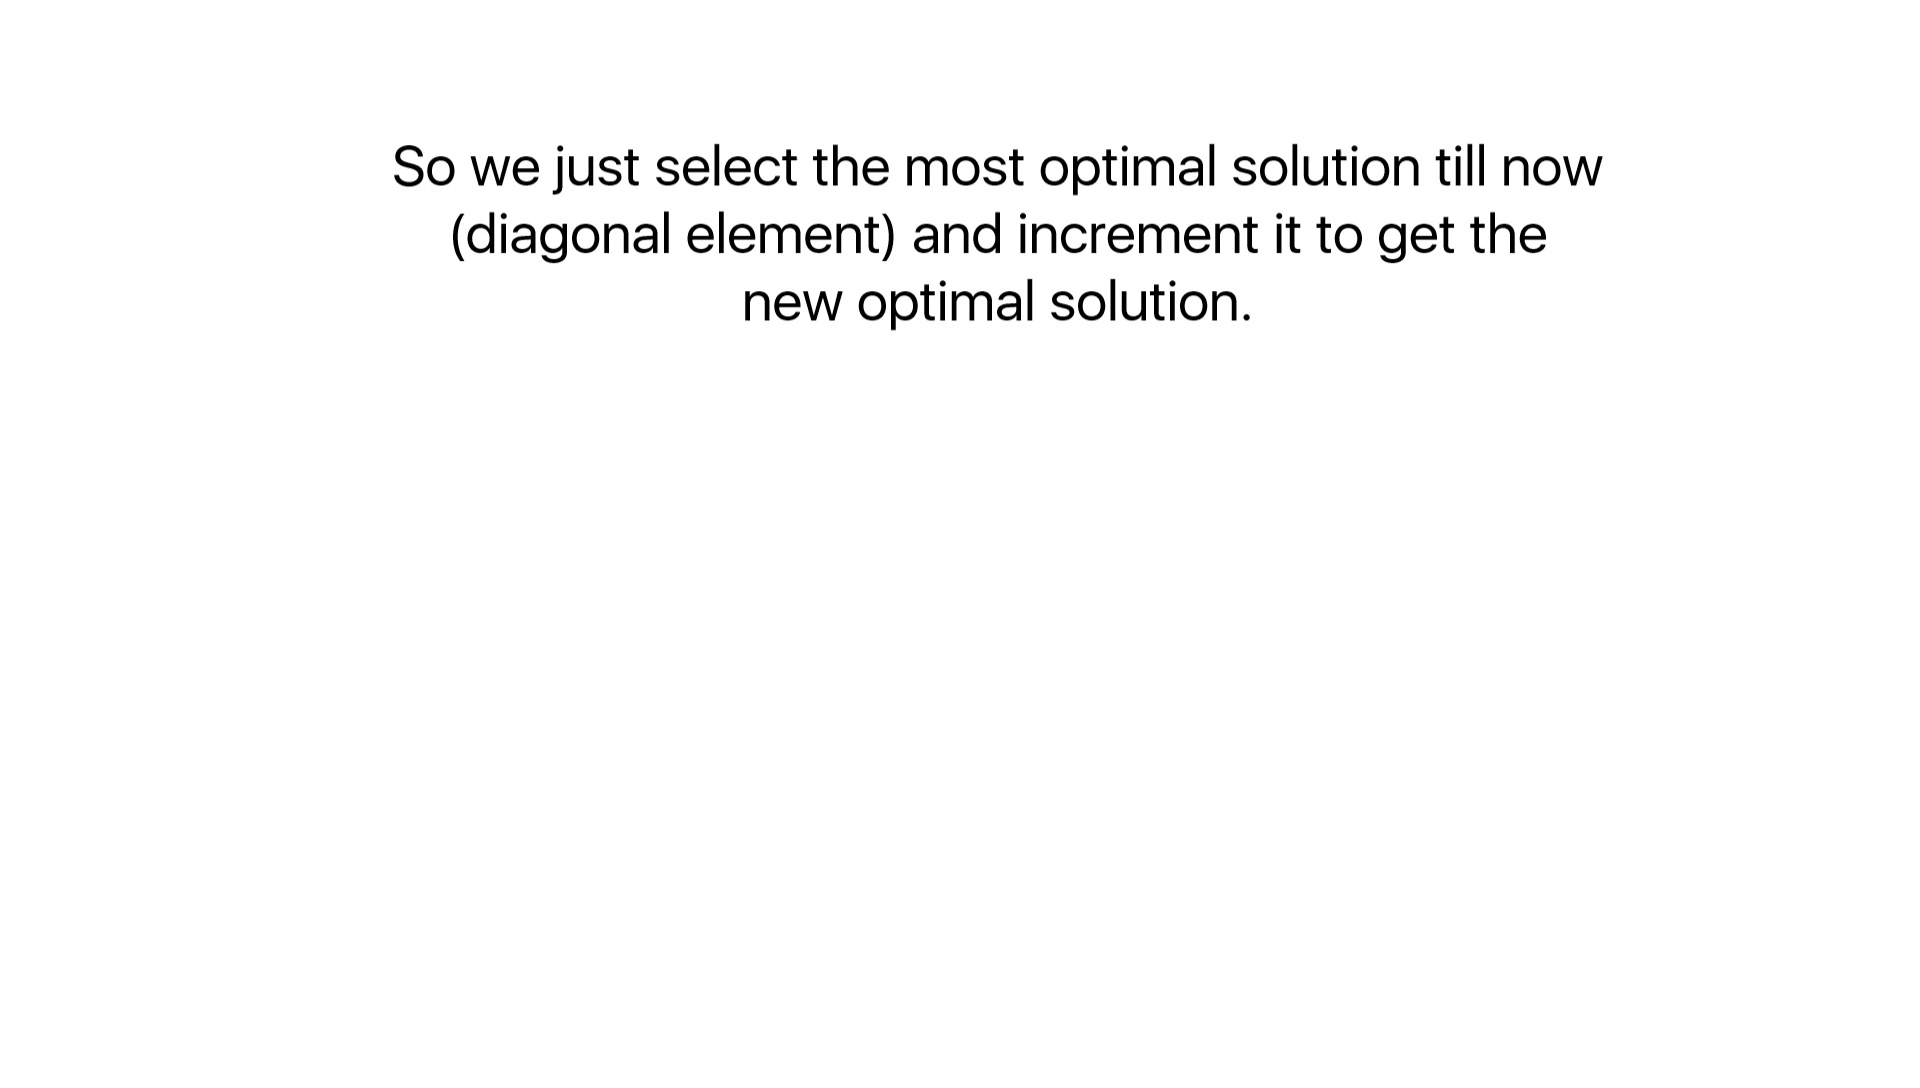 So we just select the most optimal solution till now
(diagonal element) and increment it to get the
new optimal solution.